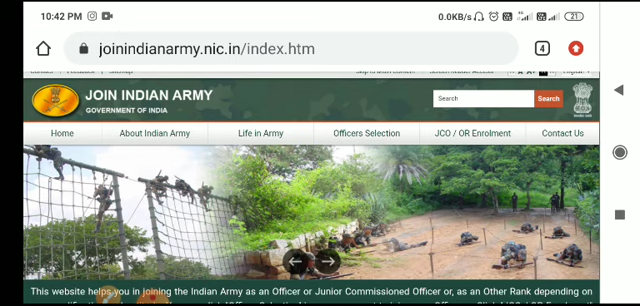 10:42 PM 0.0KB/s 21
joinindianarmy.nic.in/index.htm 4
JOIN INDIAN ARMY
GOVERNMENT OF INDIA
Search Search
Home About Indian Army Life in Army Officers Selection JCO / OR Enrolment Contact Us
This website helps you in joining the Indian Army as an Officer or Junior Commissioned Officer or, as an Other Rank depending on